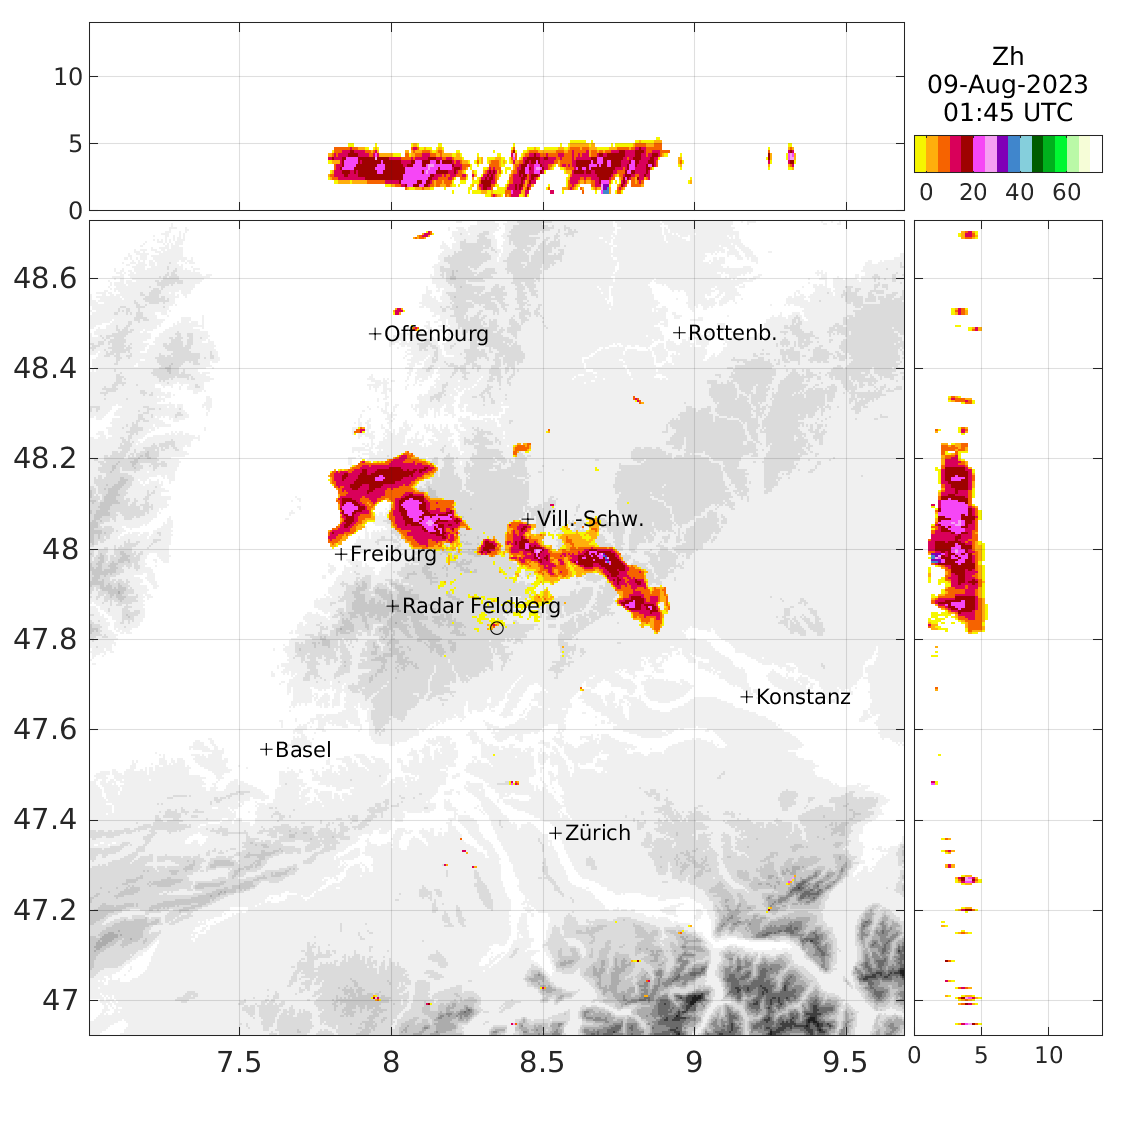 Zh
09-Aug-2023
01:45 UTC
10
5
0
0 20 40 60
48.6
48.4
48.2
48
47.8
47.6
47.4
47.2
47
Offenburg
Rottenb.
Vill.-Schw.
Freiburg
Radar Feldberg
Konstanz
Basel
Zürich
7.5 8 8.5 9 9.5
0 5 10